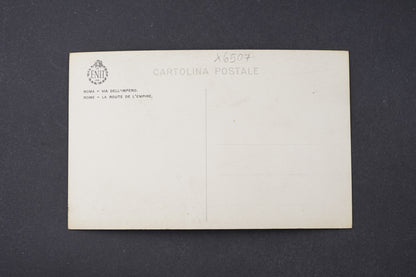 X6507
ENIT
CARTOLINA POSTALE
ROMA - VIA DELL'IMPERO.
ROME - LA ROUTE DE L'EMPIRE.